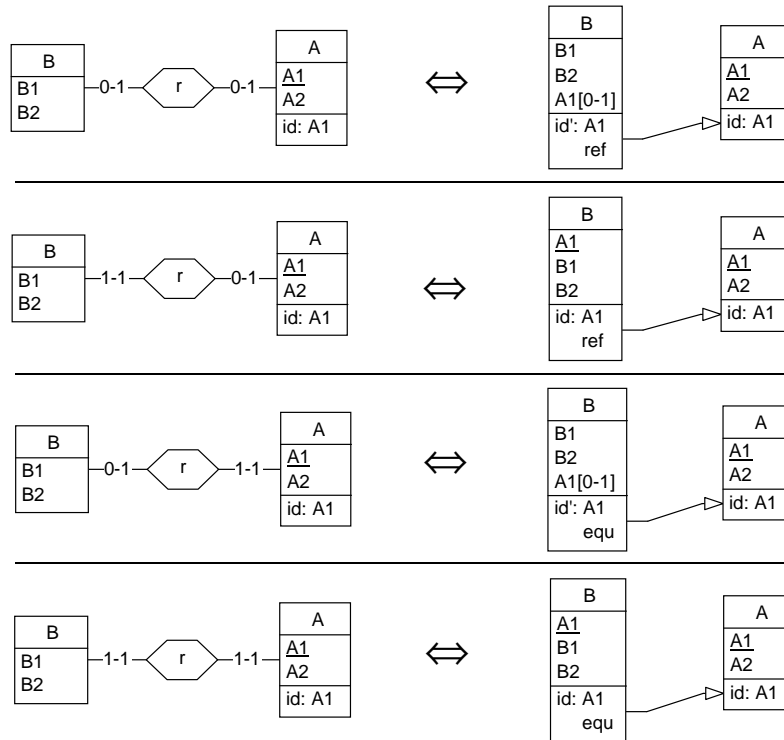 B
B1
B2
0-1
r
0-1
A
A1
A2
id: A1
⇔
B
B1
B2
A1[0-1]
id': A1
ref
A
A1
A2
id: A1
B
B1
B2
1-1
r
0-1
A
A1
A2
id: A1
⇔
B
A1
B1
B2
id: A1
ref
A
A1
A2
id: A1
B
B1
B2
0-1
r
1-1
A
A1
A2
id: A1
⇔
B
B1
B2
A1[0-1]
id': A1
equ
A
A1
A2
id: A1
B
B1
B2
1-1
r
1-1
A
A1
A2
id: A1
⇔
B
A1
B1
B2
id: A1
equ
A
A1
A2
id: A1